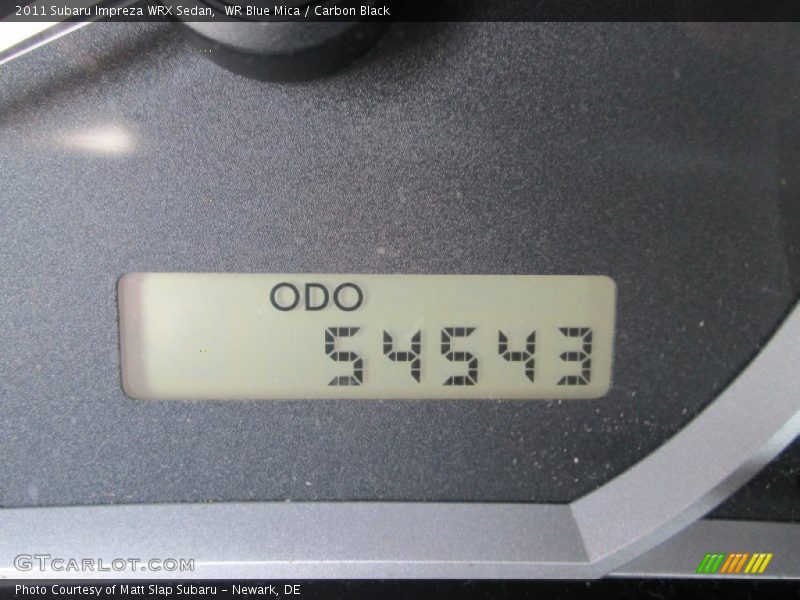 2011 Subaru Impreza WRX Sedan,  WR Blue Mica / Carbon Black
ODO
54543
GTCARLOT.COM
Photo Courtesy of Matt Slap Subaru - Newark, DE